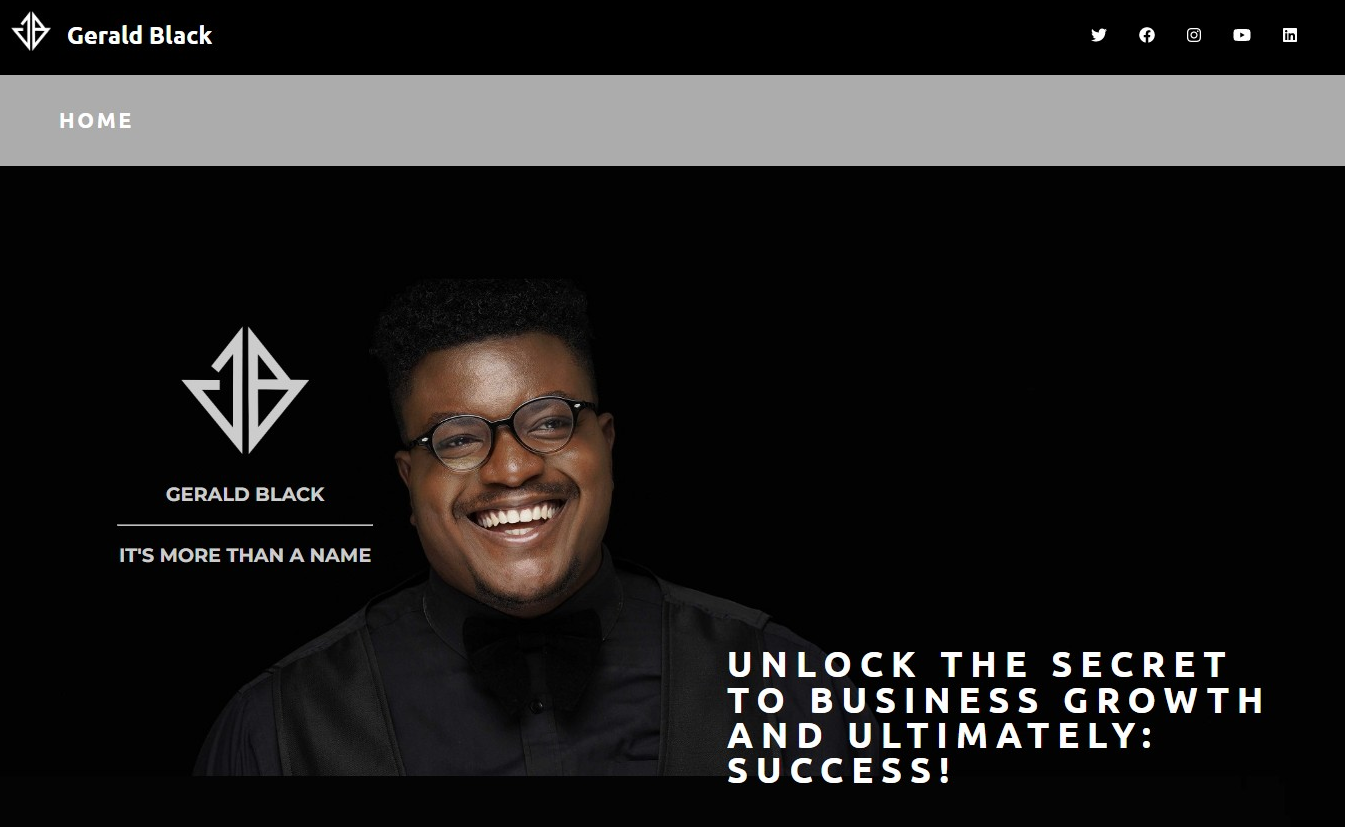 Gerald Black
HOME
GERALD BLACK
IT'S MORE THAN A NAME
UNLOCK THE SECRET
TO BUSINESS GROWTH
AND ULTIMATELY:
SUCCESS!